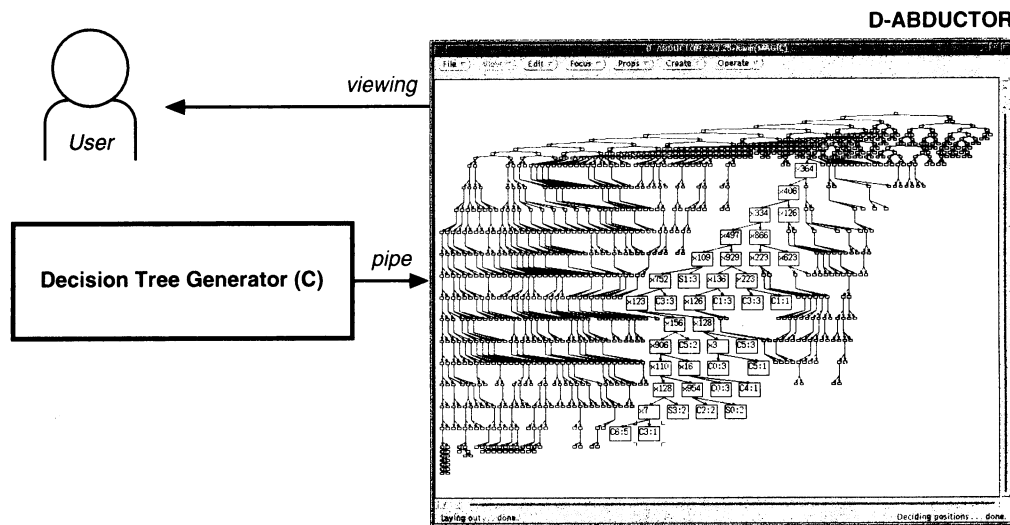 D-ABDUCTOR
File Edit Focus Props Create Operate
viewing
User
pipe
Decision Tree Generator (C)
×364
×406
×334 ×126
×497 ×866
×109 ×929 ×223 ×623
×752 S1:3 ×136 ×223
×123 C3:3 ×126 C1:3 C3:3 C1:1
×156 ×128
×906 C5:2 ×3 C5:3
×110 ×16 C0:3 C5:1
×128 ×954 C0:3 C4:1
×7 S3:2 C2:2
C3:1
Laying out... done.
Deciding positions... done.